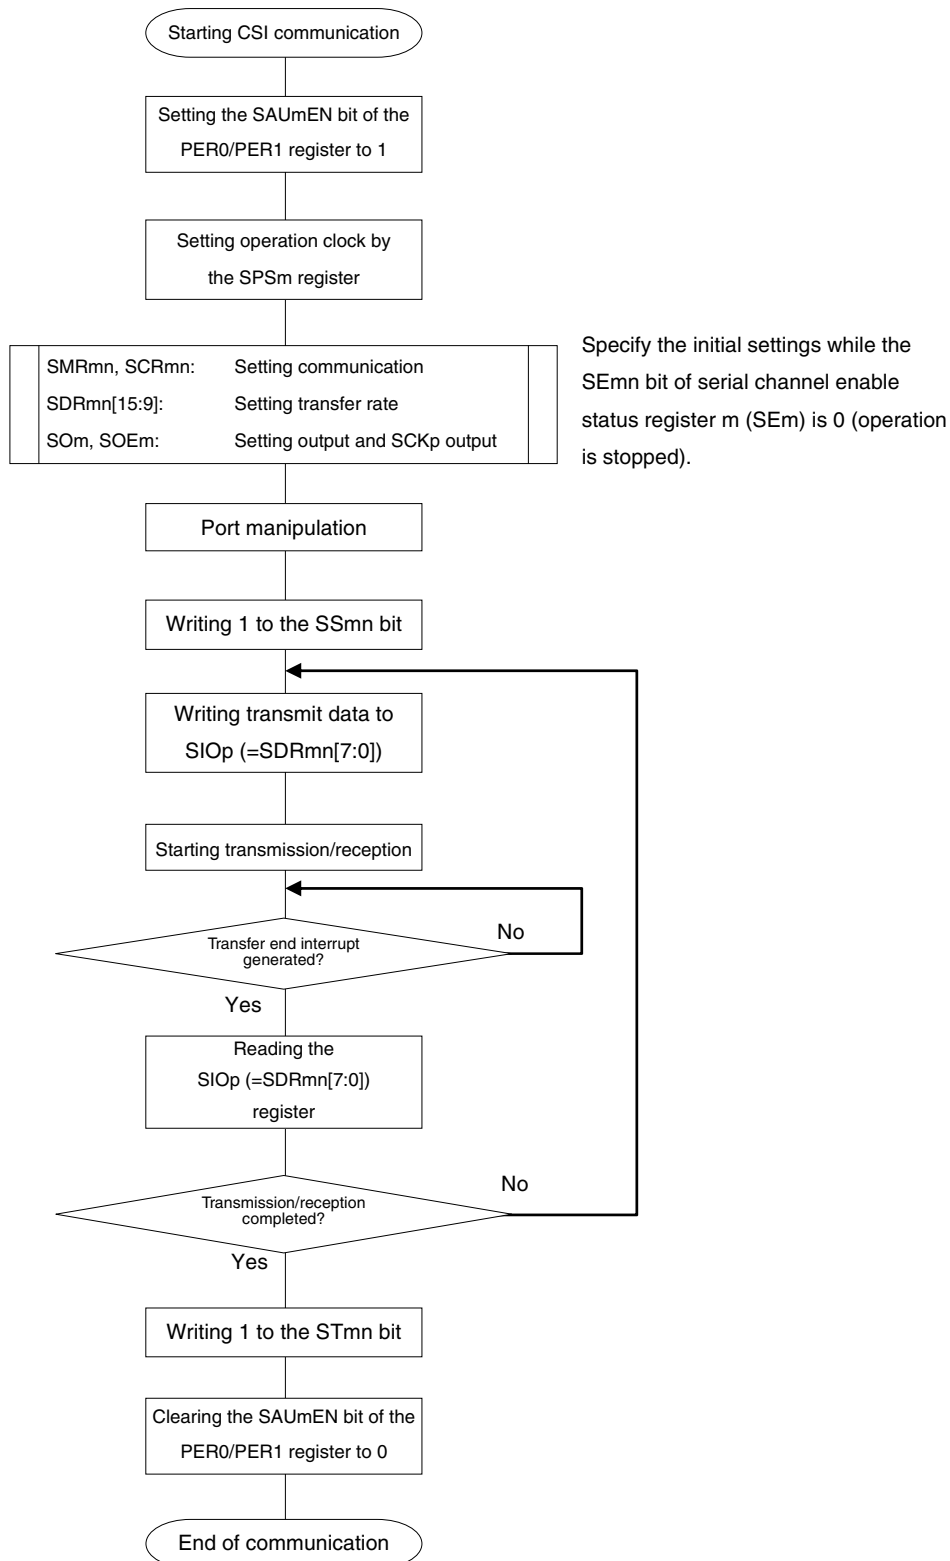 Starting CSI communication
Setting the SAUmEN bit of the
PER0/PER1 register to 1
Setting operation clock by
the SPSm register
SMRmn, SCRmn: Setting communication
SDRmn[15:9]: Setting transfer rate
SOm, SOEm: Setting output and SCKp output
Specify the initial settings while the
SEmn bit of serial channel enable
status register m (SEm) is 0 (operation
is stopped).
Port manipulation
Writing 1 to the SSmn bit
Writing transmit data to
SIOp (=SDRmn[7:0])
Starting transmission/reception
Transfer end interrupt
generated?
No
Yes
Reading the
SIOp (=SDRmn[7:0])
register
Transmission/reception
completed?
No
Yes
Writing 1 to the STmn bit
Clearing the SAUmEN bit of the
PER0/PER1 register to 0
End of communication